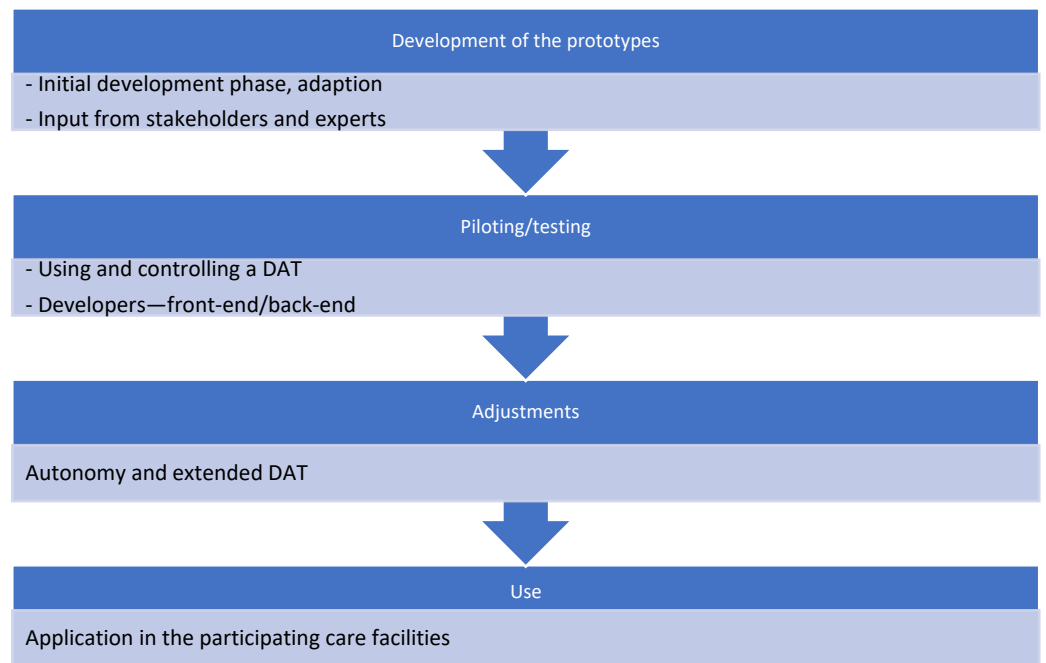 Development of the prototypes
- Initial development phase, adaption
- Input from stakeholders and experts
Piloting/testing
- Using and controlling a DAT
- Developers—front-end/back-end
Adjustments
Autonomy and extended DAT
Use
Application in the participating care facilities